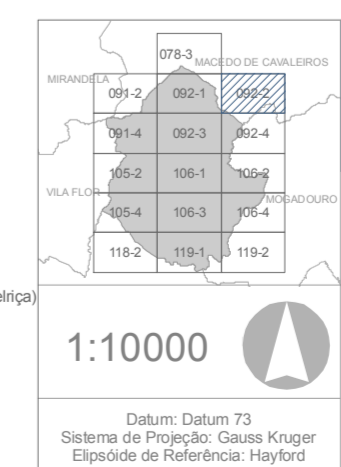 078-3
MACEDO DE CAVALEIROS
MIRANDELA
091-2 092-1 092-2
091-4 092-3 092-4
105-2 106-1 106-2
VILA FLOR
MOGADOURO
105-4 106-3 106-4
118-2 119-1 119-2
elriça)
1:10000
Datum: Datum 73
Sistema de Projeção: Gauss Kruger
Elipsóide de Referência: Hayford